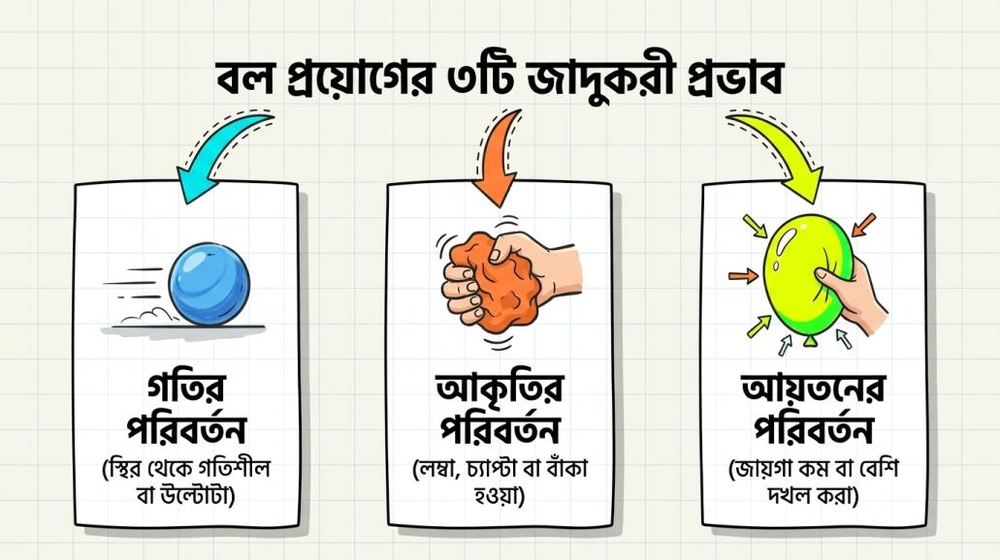 বল প্রয়োগের ৩টি জাদুকরী প্রভাব
গতির
পরিবর্তন
(স্থির থেকে গতিশীল
বা উল্টোটা)
আকৃতির
পরিবর্তন
(লম্বা, চ্যাপ্টা বা বাঁকা
হওয়া)
আয়তনের
পরিবর্তন
(জায়গা কম বা বেশি
দখল করা)